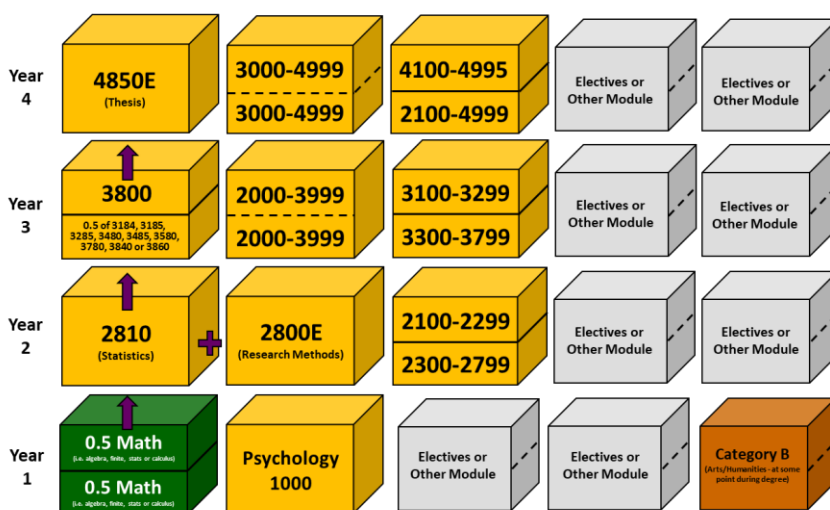 Year
4
4850E
(Thesis)
3000-4999
3000-4999
4100-4995
2100-4999
Electives or
Other Module
Electives or
Other Module
Year
3
3800
0.5 of 3184, 3185,
3285, 3480, 3485, 3580,
3780, 3840 or 3860
2000-3999
2000-3999
3100-3299
3300-3799
Electives or
Other Module
Electives or
Other Module
Year
2
2810
(Statistics)
2800E
(Research Methods)
2100-2299
2300-2799
Electives or
Other Module
Electives or
Other Module
Year
1
0.5 Math
(i.e. algebra, finite, stats or calculus)
0.5 Math
(i.e. algebra, finite, stats or calculus)
Psychology
1000
Electives or
Other Module
Electives or
Other Module
Category B
(Arts/Humanities - at some
point during degree)